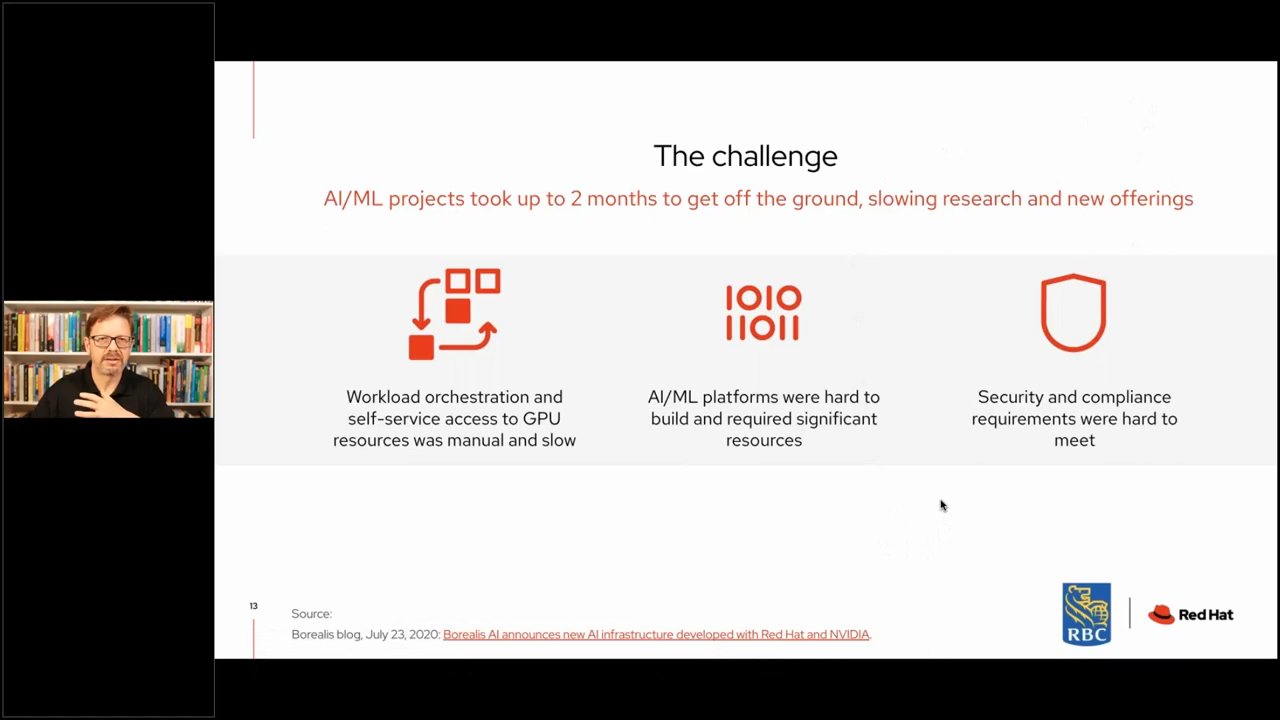 The challenge
AI/ML projects took up to 2 months to get off the ground, slowing research and new offerings
1010
11011
Workload orchestration and
self-service access to GPU
resources was manual and slow
AI/ML platforms were hard to
build and required significant
resources
Security and compliance
requirements were hard to
meet
13
Source:
Borealis blog, July 23, 2020: Borealis AI announces new AI infrastructure developed with Red Hat and NVIDIA.
RBC
Red Hat